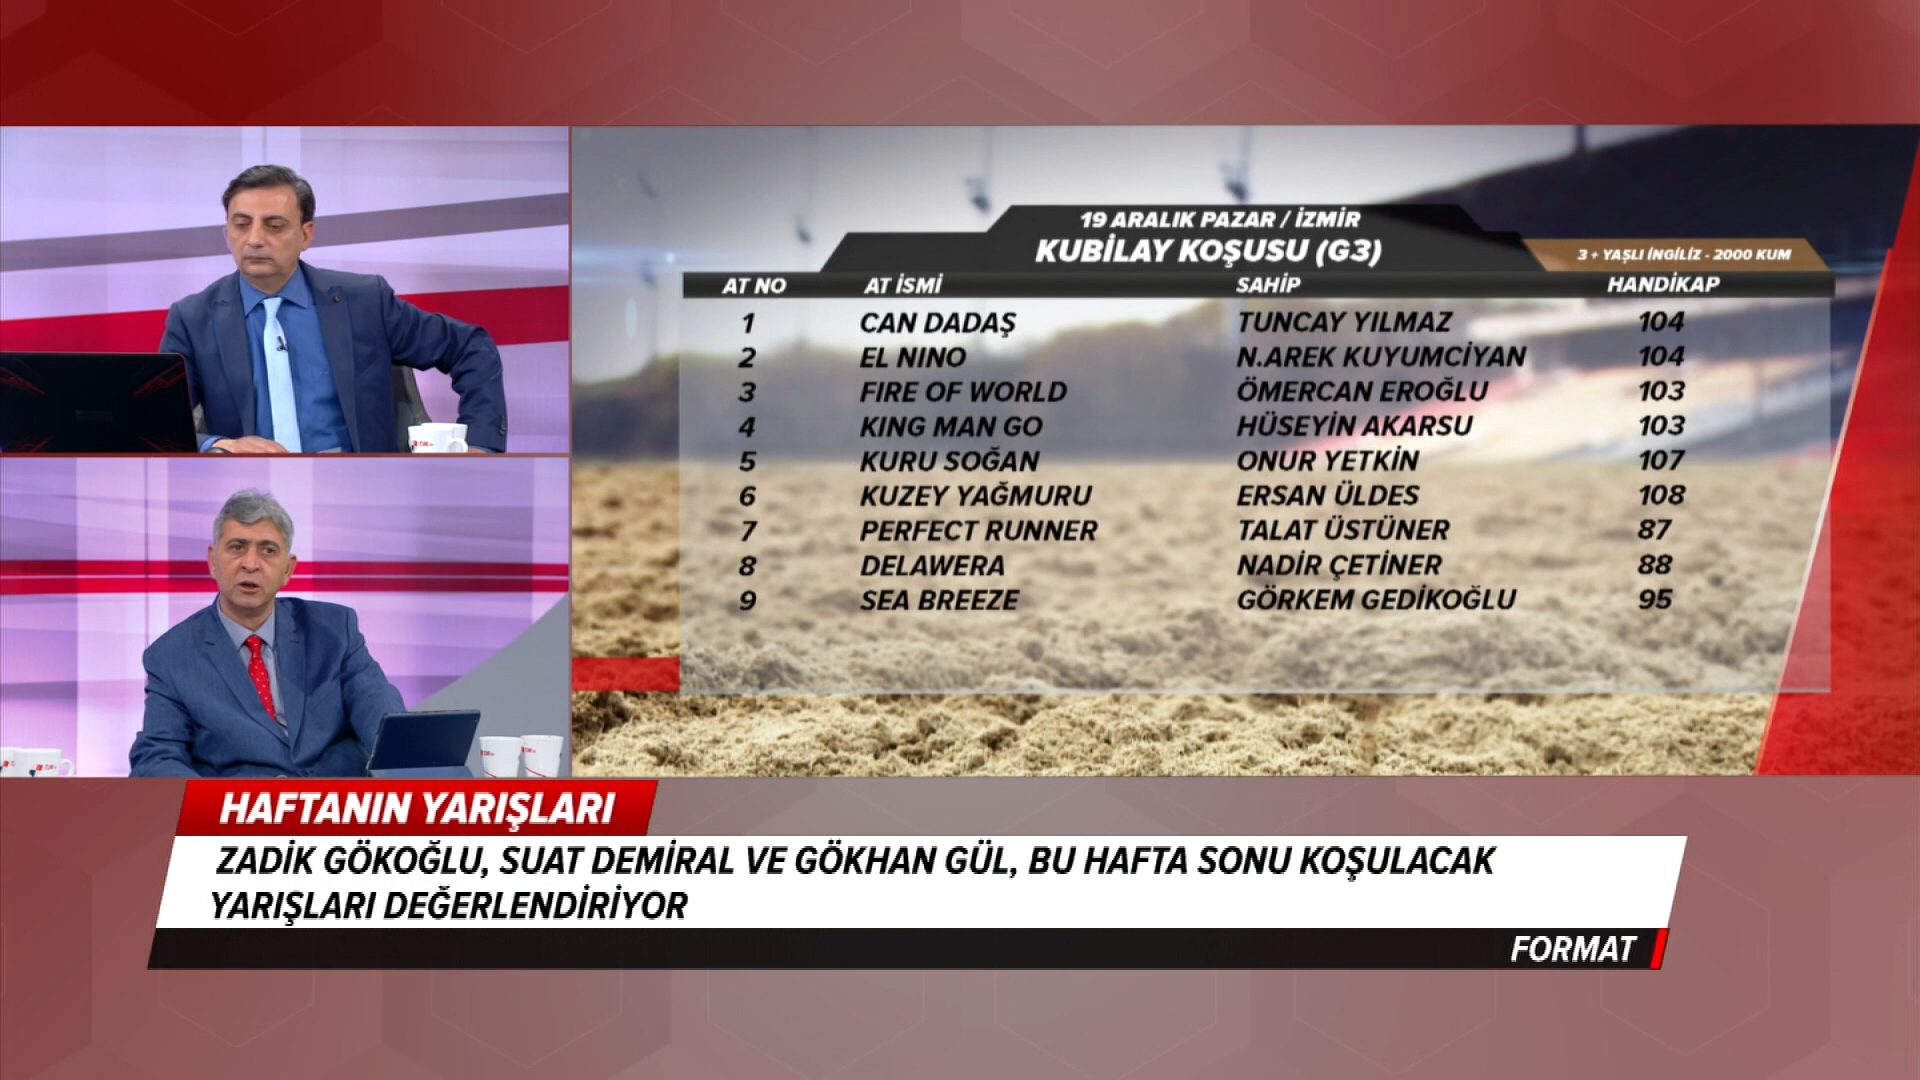 19 ARALIK PAZAR / İZMİR
KUBİLAY KOŞUSU (G3)
3 + YAŞLI İNGİLİZ - 2000 KUM
AT NO AT İSMİ SAHİP HANDİKAP
1 CAN DADAŞ TUNCAY YILMAZ 104
2 EL NINO N.AREK KUYUMCİYAN 104
3 FIRE OF WORLD ÖMERCAN EROĞLU 103
4 KING MAN GO HÜSEYİN AKARSU 103
5 KURU SOĞAN ONUR YETKİN 107
6 KUZEY YAĞMURU ERSAN ÜLDES 108
7 PERFECT RUNNER TALAT ÜSTÜNER 87
8 DELAWERA NADİR ÇETİNER 88
9 SEA BREEZE GÖRKEM GEDİKOĞLU 95
HAFTANIN YARIŞLARI
ZADİK GÖKOĞLU, SUAT DEMİRAL VE GÖKHAN GÜL, BU HAFTA SONU KOŞULACAK
YARIŞLARI DEĞERLENDİRİYOR
FORMAT